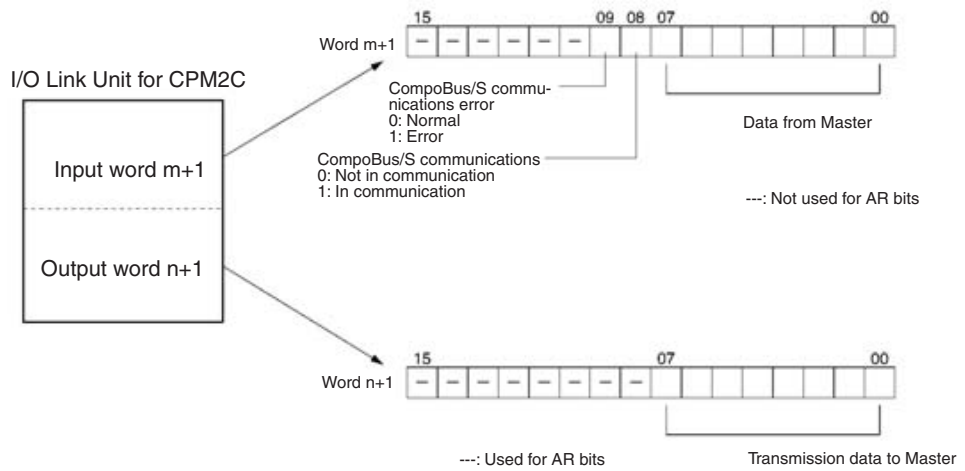 15
09 08 07
00
Word m+1
– – – – – –
I/O Link Unit for CPM2C
Input word m+1
Output word n+1
CompoBus/S commu-
nications error
0: Normal
1: Error
CompoBus/S communications
0: Not in communication
1: In communication
Data from Master
---: Not used for AR bits
15
07
00
Word n+1
– – – – – – –
---: Used for AR bits
Transmission data to Master